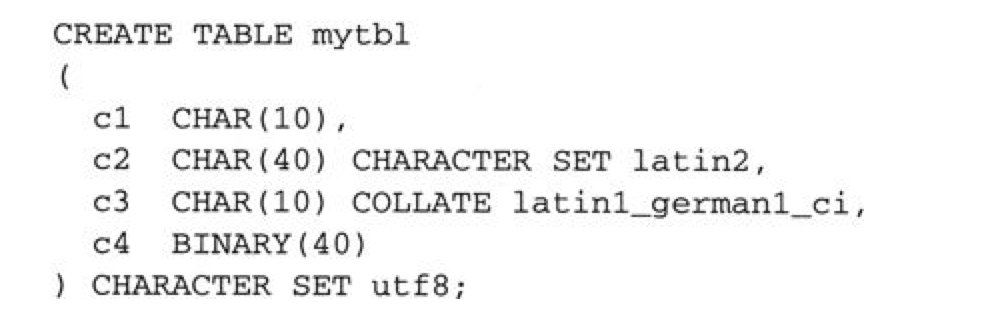 CREATE TABLE mytbl
(
  c1  CHAR(10),
  c2  CHAR(40) CHARACTER SET latin2,
  c3  CHAR(10) COLLATE latin1_german1_ci,
  c4  BINARY(40)
) CHARACTER SET utf8;